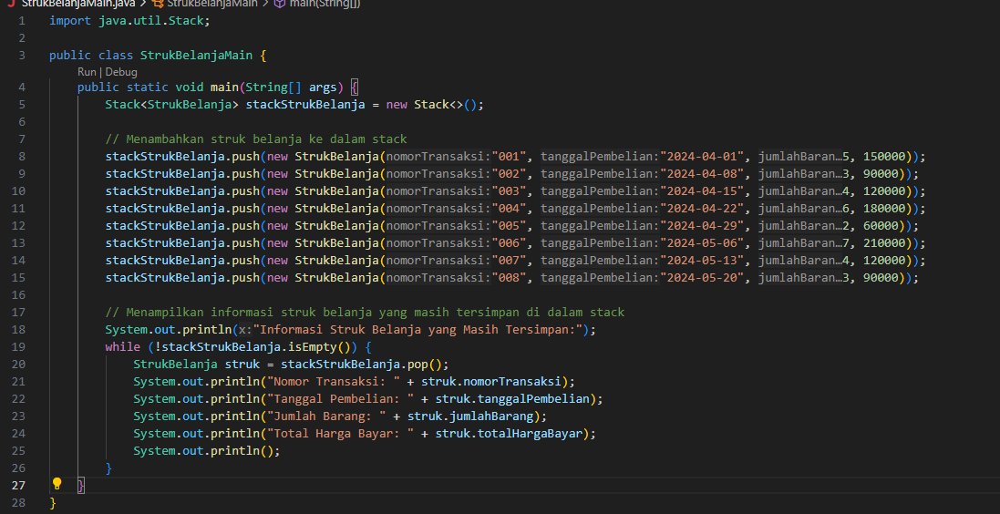 StrukBelanjaMain.java > StrukBelanjaMain > main(String[])
1 import java.util.Stack;
2
3 public class StrukBelanjaMain {
Run | Debug
4 public static void main(String[] args) {
5 Stack<StrukBelanja> stackStrukBelanja = new Stack<>();
6
7 // Menambahkan struk belanja ke dalam stack
8 stackStrukBelanja.push(new StrukBelanja(nomorTransaksi:"001", tanggalPembelian:"2024-04-01", jumlahBaran…5, 150000));
9 stackStrukBelanja.push(new StrukBelanja(nomorTransaksi:"002", tanggalPembelian:"2024-04-08", jumlahBaran…3, 90000));
10 stackStrukBelanja.push(new StrukBelanja(nomorTransaksi:"003", tanggalPembelian:"2024-04-15", jumlahBaran…4, 120000));
11 stackStrukBelanja.push(new StrukBelanja(nomorTransaksi:"004", tanggalPembelian:"2024-04-22", jumlahBaran…6, 180000));
12 stackStrukBelanja.push(new StrukBelanja(nomorTransaksi:"005", tanggalPembelian:"2024-04-29", jumlahBaran…2, 60000));
13 stackStrukBelanja.push(new StrukBelanja(nomorTransaksi:"006", tanggalPembelian:"2024-05-06", jumlahBaran…7, 210000));
14 stackStrukBelanja.push(new StrukBelanja(nomorTransaksi:"007", tanggalPembelian:"2024-05-13", jumlahBaran…4, 120000));
15 stackStrukBelanja.push(new StrukBelanja(nomorTransaksi:"008", tanggalPembelian:"2024-05-20", jumlahBaran…3, 90000));
16
17 // Menampilkan informasi struk belanja yang masih tersimpan di dalam stack
18 System.out.println(x:"Informasi Struk Belanja yang Masih Tersimpan:");
19 while (!stackStrukBelanja.isEmpty()) {
20 StrukBelanja struk = stackStrukBelanja.pop();
21 System.out.println("Nomor Transaksi: " + struk.nomorTransaksi);
22 System.out.println("Tanggal Pembelian: " + struk.tanggalPembelian);
23 System.out.println("Jumlah Barang: " + struk.jumlahBarang);
24 System.out.println("Total Harga Bayar: " + struk.totalHargaBayar);
25 System.out.println();
26 }
27 }
28 }